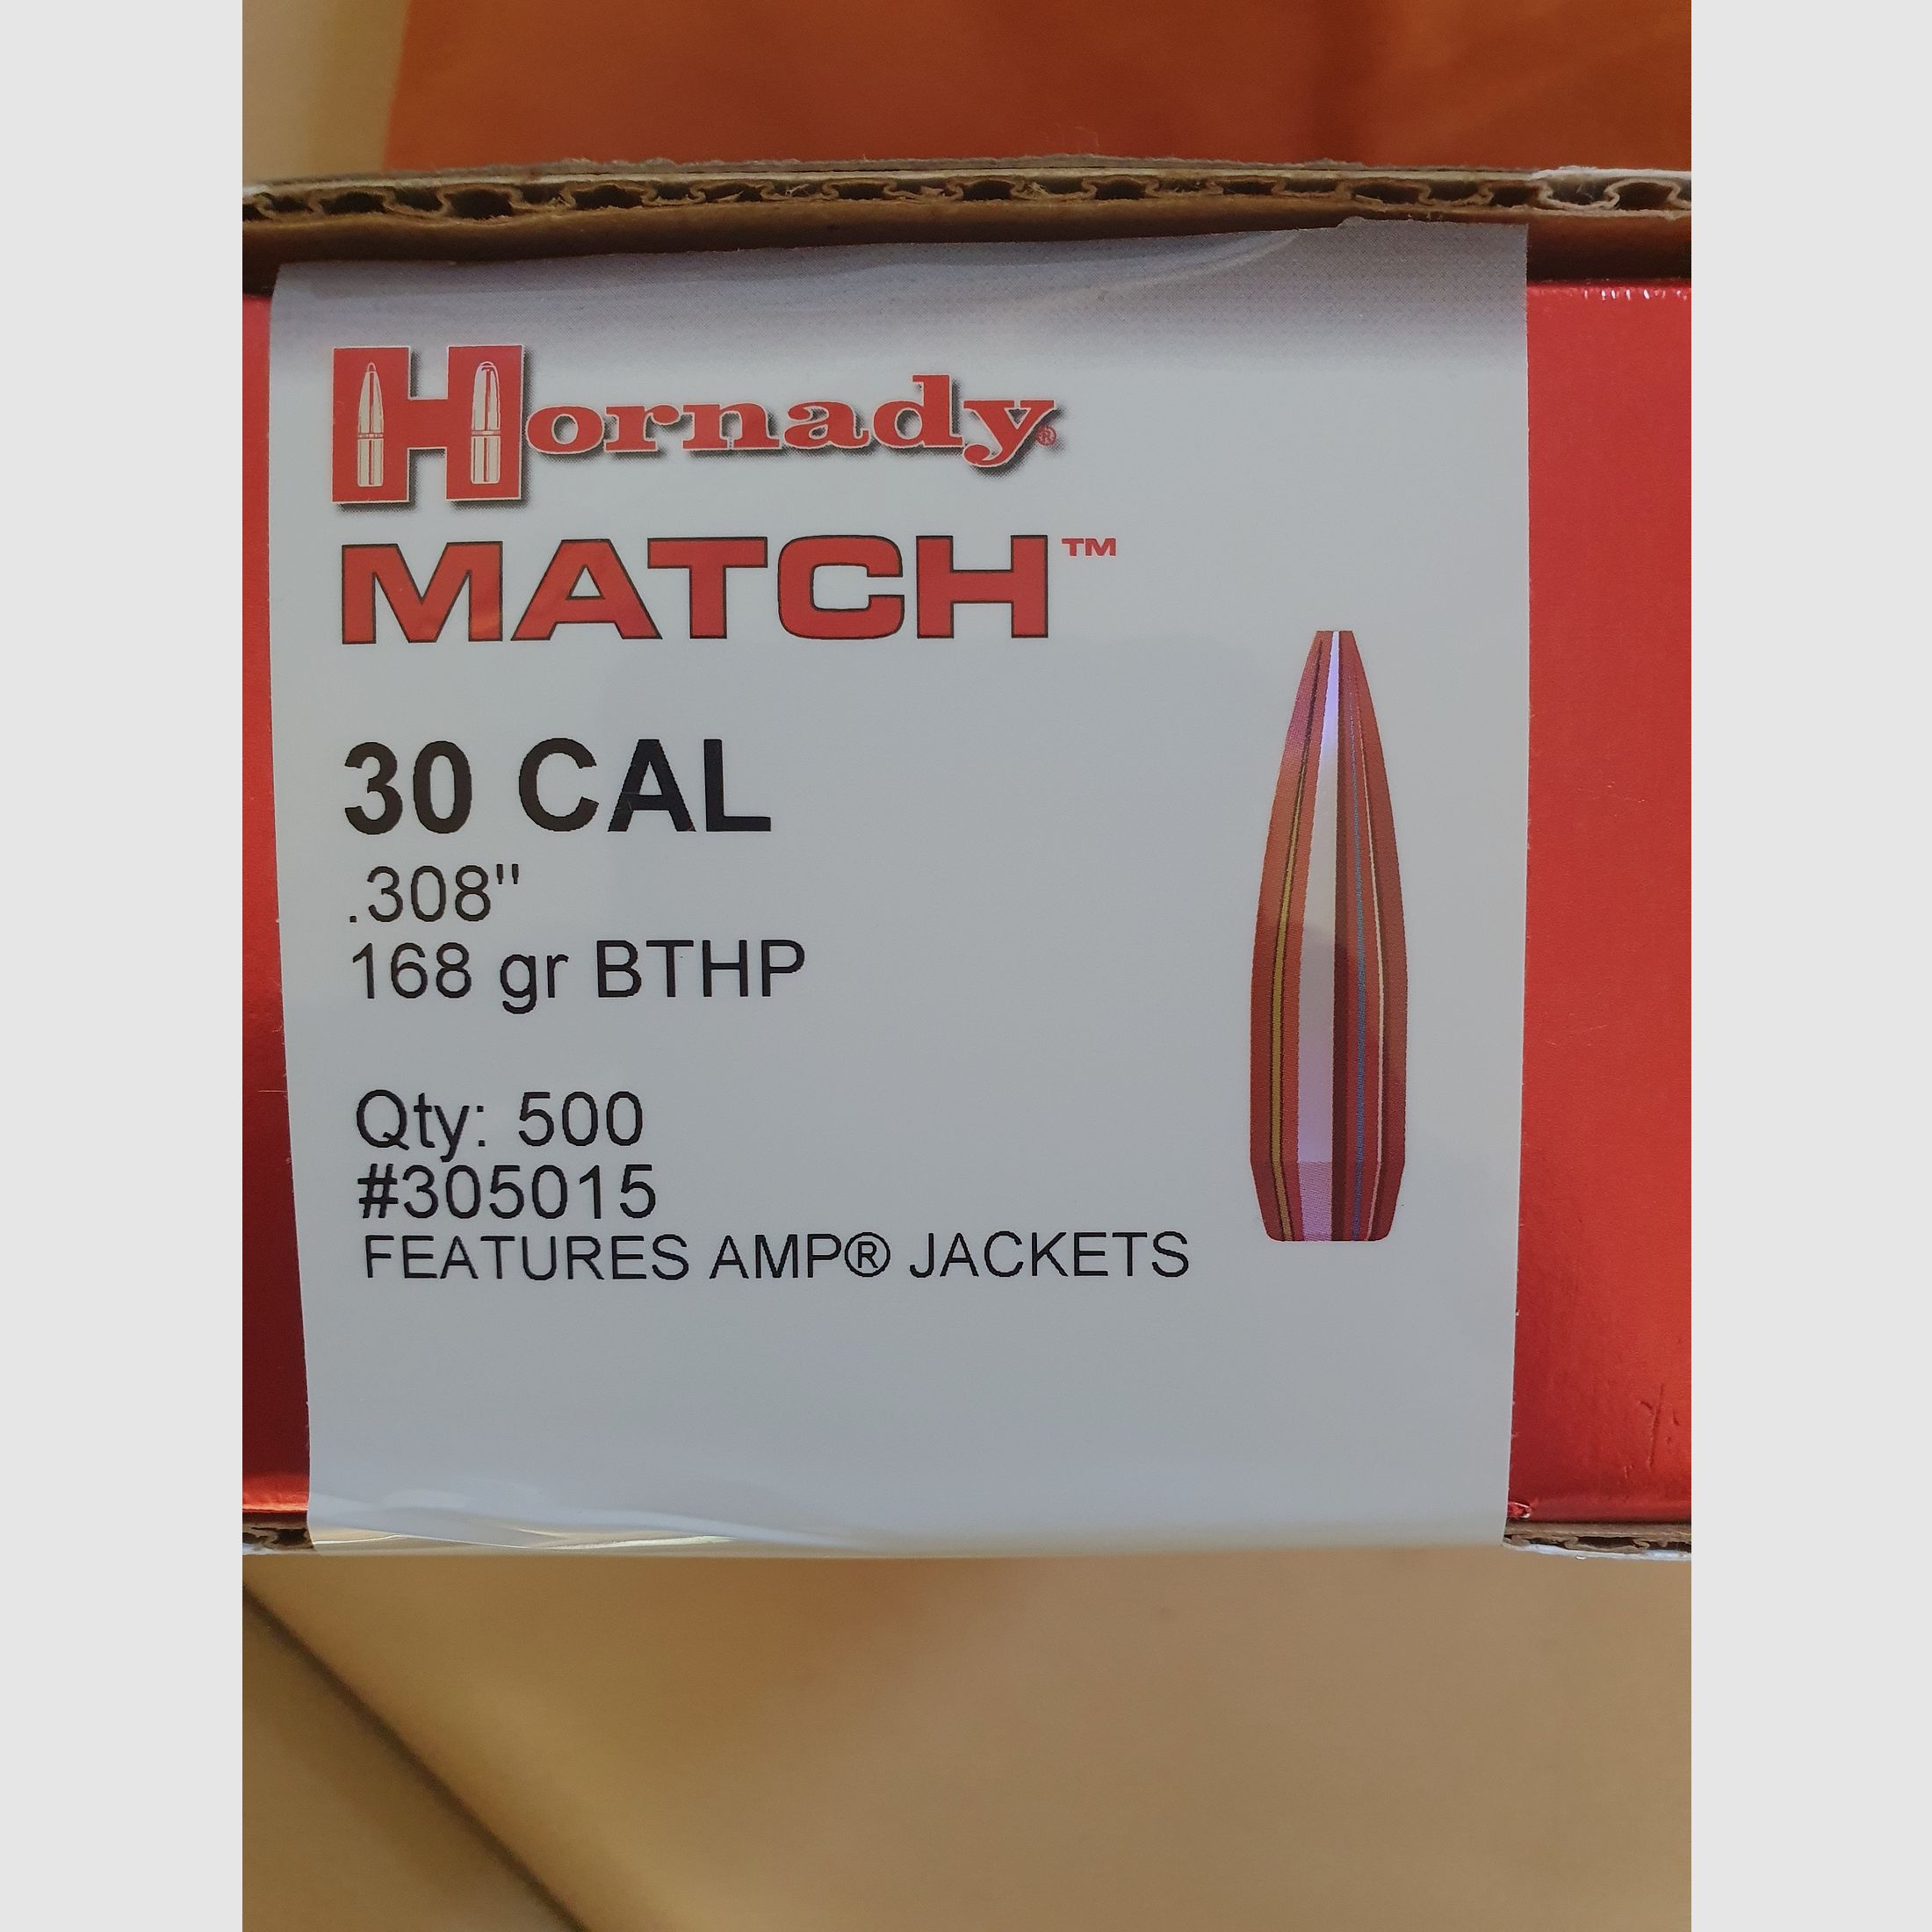 Hornady®
MATCH™
30 CAL
.308"
168 gr BTHP
Qty: 500
#305015
FEATURES AMP® JACKETS